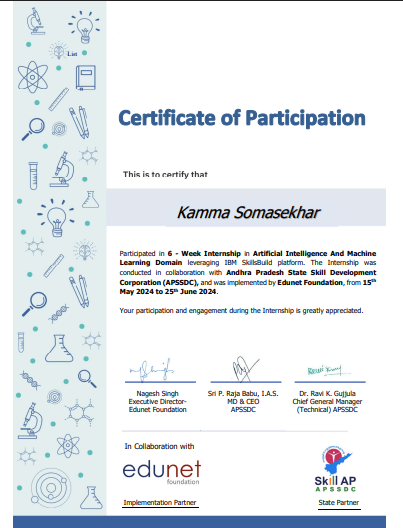 List
Certificate of Participation
This is to certify that
Kamma Somasekhar
Participated in 6 - Week Internship in Artificial Intelligence And Machine
Learning Domain leveraging IBM SkillsBuild platform. The Internship was
conducted in collaboration with Andhra Pradesh State Skill Development
Corporation (APSSDC), and was implemented by Edunet Foundation, from 15th
May 2024 to 25th June 2024.
Your participation and engagement during the Internship is greatly appreciated.
Nagesh Singh
Executive Director-
Edunet Foundation
Sri P. Raja Babu, I.A.S.
MD & CEO
APSSDC
Dr. Ravi K. Gujjula
Chief General Manager
(Technical) APSSDC
In Collaboration with
edunet
foundation
Implementation Partner
Skill AP
APSSDC
State Partner